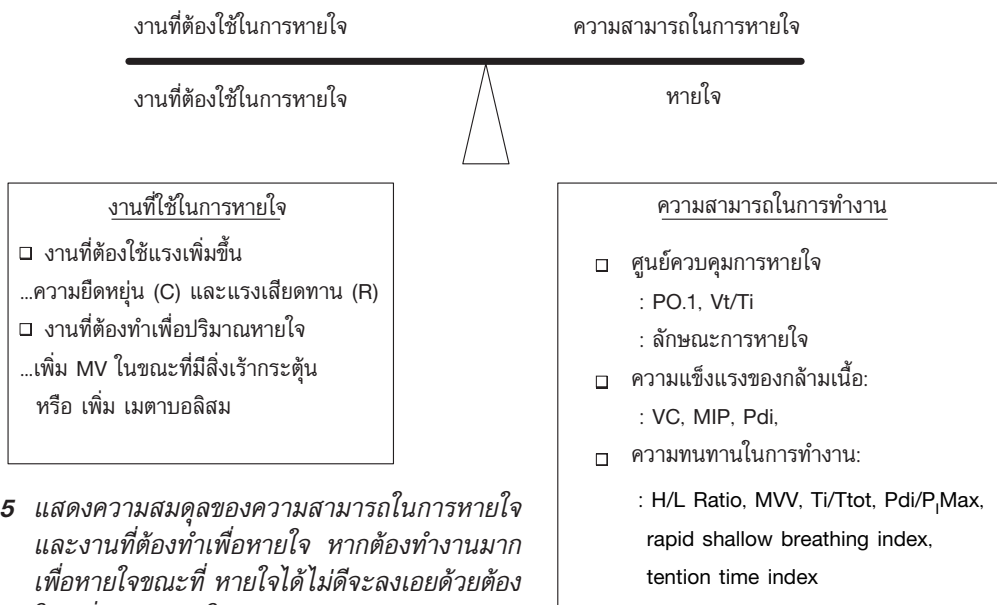 งานที่ต้องใช้ในการหายใจ ความสามารถในการหายใจ
งานที่ต้องใช้ในการหายใจ หายใจ
งานที่ใช้ในการหายใจ
งานที่ต้องใช้แรงเพิ่มขึ้น
...ความยืดหยุ่น (C) และแรงเสียดทาน (R)
งานที่ต้องทำเพื่อปริมาณหายใจ
...เพิ่ม MV ในขณะที่มีสิ่งเร้ากระตุ้น
หรือ เพิ่ม เมตาบอลิสม
ความสามารถในการทำงาน
ศูนย์ควบคุมการหายใจ
: PO.1, Vt/Ti
: ลักษณะการหายใจ
ความแข็งแรงของกล้ามเนื้อ:
: VC, MIP, Pdi,
ความทนทานในการทำงาน:
: H/L Ratio, MVV, Ti/Ttot, Pdi/P|Max,
rapid shallow breathing index,
tention time index
5 แสดงความสมดุลของความสามารถในการหายใจ
และงานที่ต้องทำเพื่อหายใจ หากต้องทำงานมาก
เพื่อหายใจขณะที่ หายใจได้ไม่ดีจะลงเอยด้วยต้อง